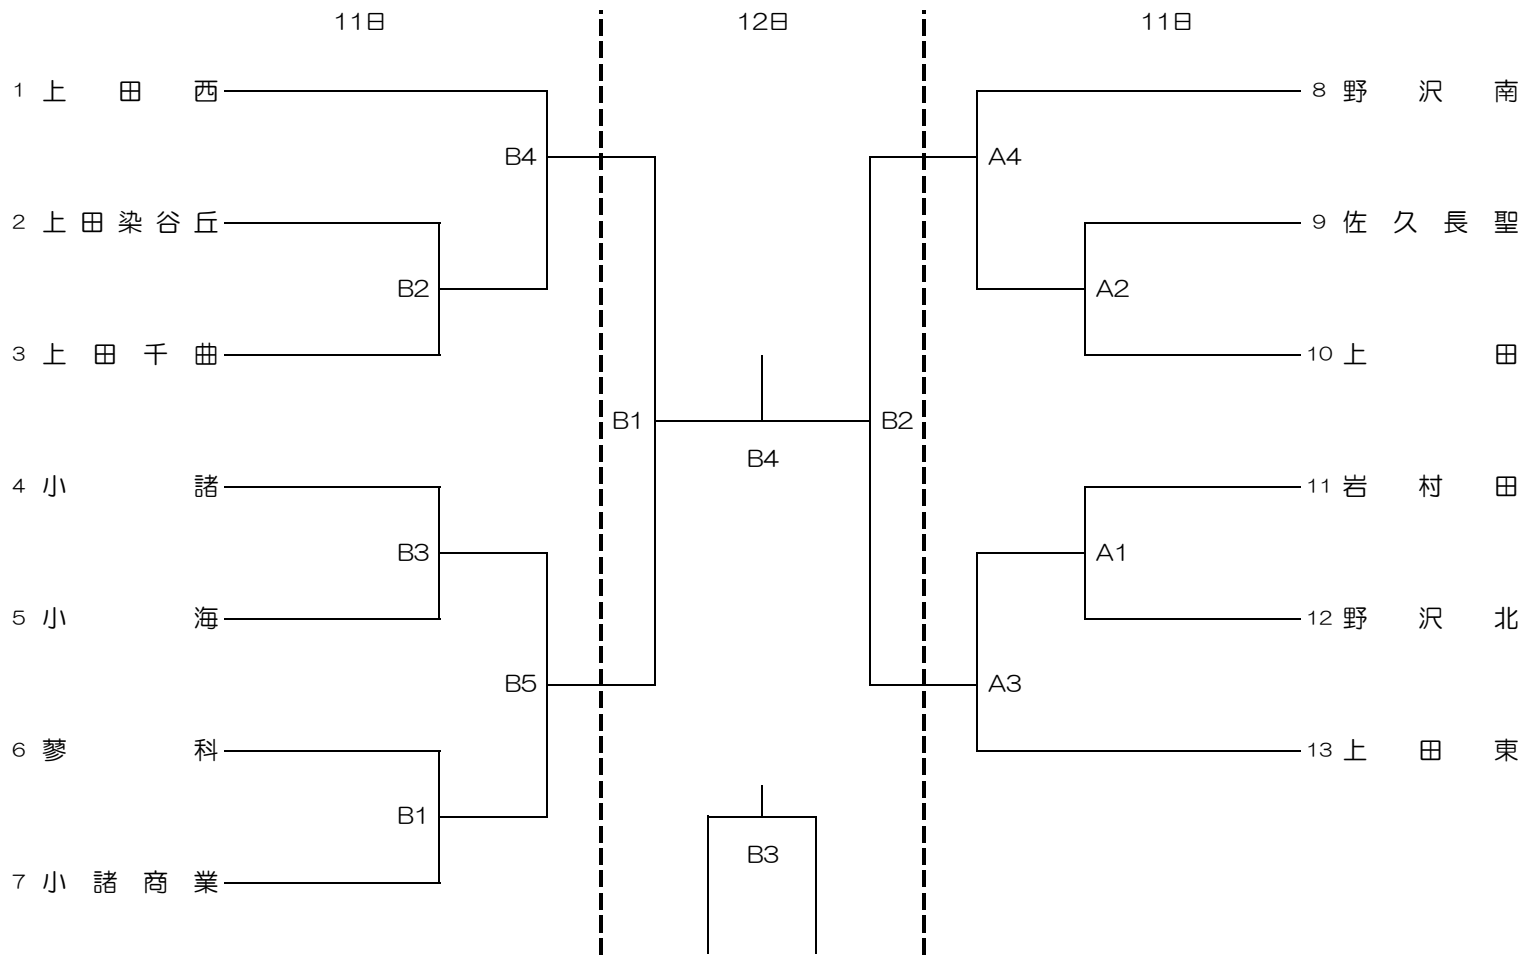 11日 12日 11日
1 上田西 8 野沢南
B4 A4
2 上田染谷丘 9 佐久長聖
B2 A2
3 上田千曲 10 上田
B1 B2
B4
4 小諸 11 岩村田
B3 A1
5 小海 12 野沢北
B5 A3
6 蓼科 13 上田東
B1
B3
7 小諸商業